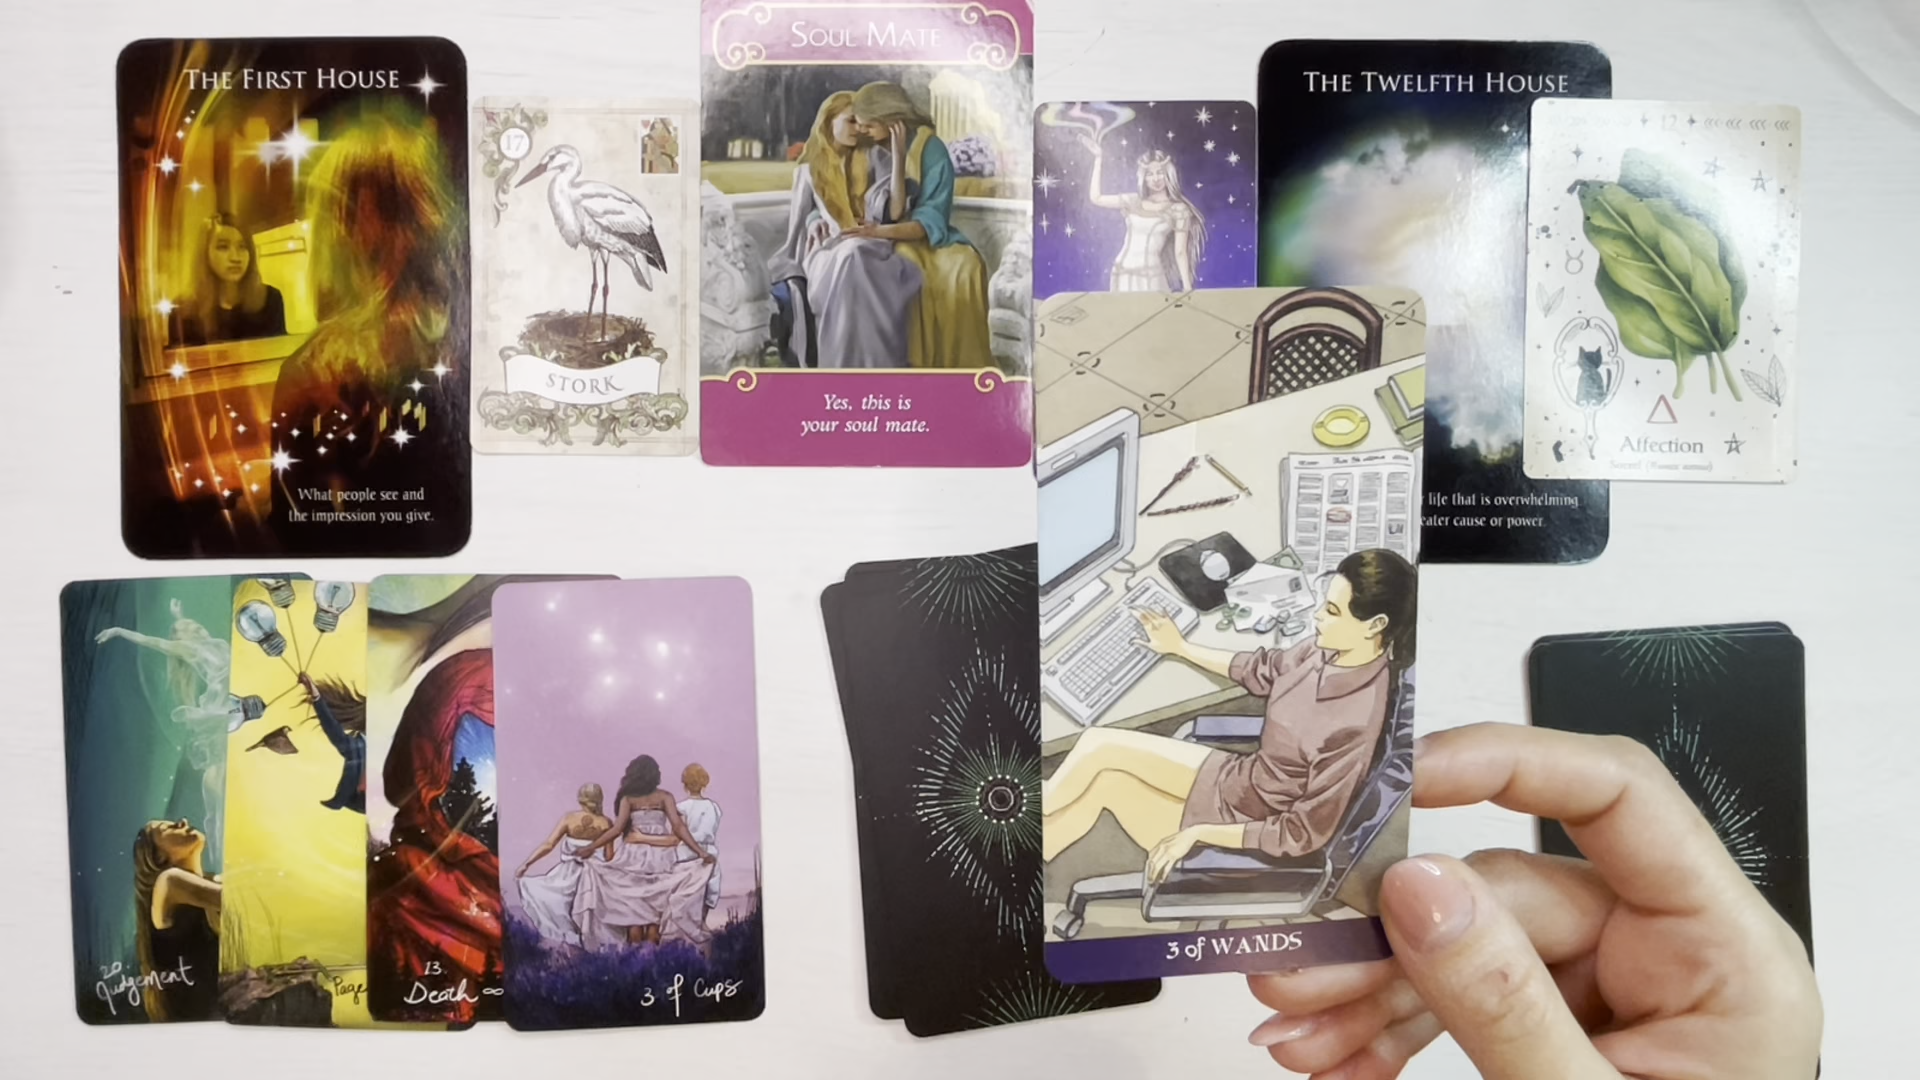 THE FIRST HOUSE
What people see and
the impression you give.
17
STORK
SOUL MATE
Yes, this is
your soul mate.
THE TWELFTH HOUSE
life that is overwhelming
eater cause or power.
12
Affection
Sorrel
20.
Judgement
Page
13.
Death
3 of Cups
3 of WANDS